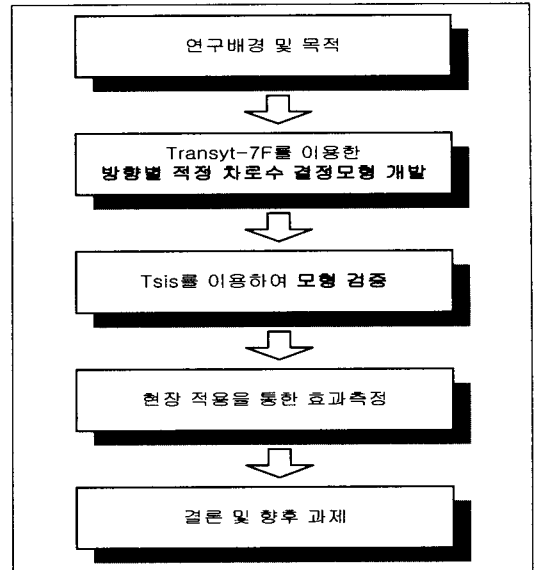 연구배경 및 목적
Transyt-7F를 이용한
방향별 적정 차로수 결정모형 개발
Tsis를 이용하여 모형 검증
현장 적용을 통한 효과측정
결론 및 향후 과제